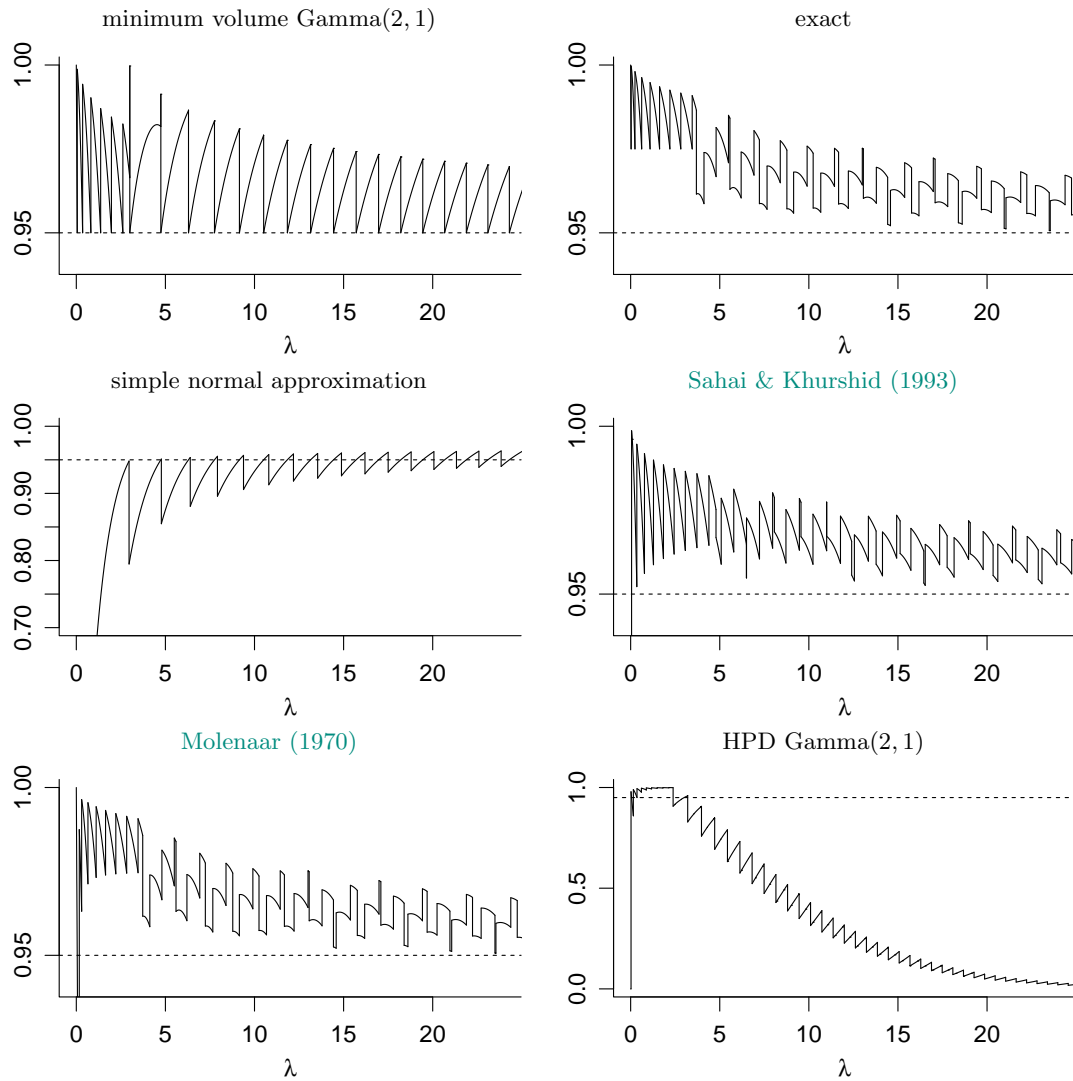 minimum volume Gamma(2, 1)
1.00
0.95
0 5 10 15 20
λ
exact
1.00
0.95
0 5 10 15 20
λ
simple normal approximation
1.00
0.90
0.80
0.70
0 5 10 15 20
λ
Sahai & Khurshid (1993)
1.00
0.95
0 5 10 15 20
λ
Molenaar (1970)
1.00
0.95
0 5 10 15 20
λ
HPD Gamma(2, 1)
1.0
0.5
0.0
0 5 10 15 20
λ